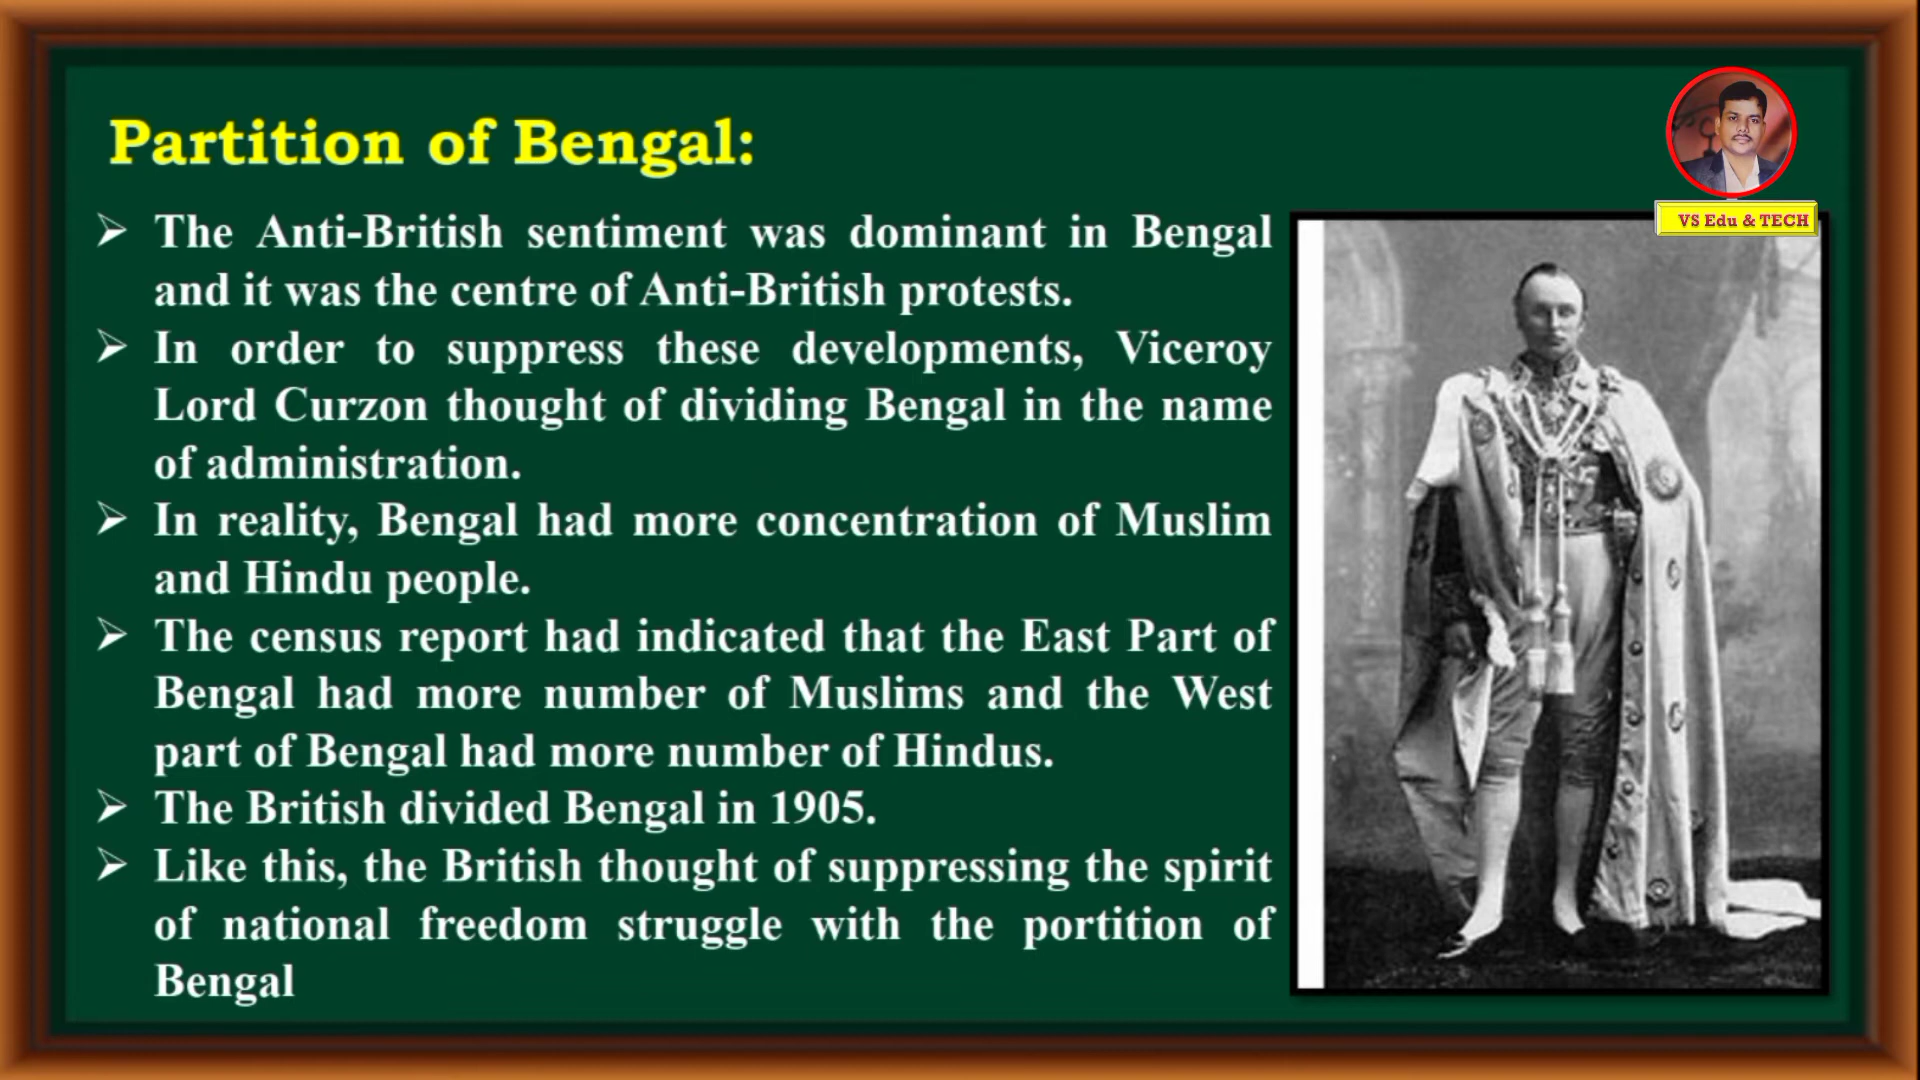 Partition of Bengal:
VS Edu & TECH
➢ The Anti-British sentiment was dominant in Bengal
and it was the centre of Anti-British protests.
➢ In order to suppress these developments, Viceroy
Lord Curzon thought of dividing Bengal in the name
of administration.
➢ In reality, Bengal had more concentration of Muslim
and Hindu people.
➢ The census report had indicated that the East Part of
Bengal had more number of Muslims and the West
part of Bengal had more number of Hindus.
➢ The British divided Bengal in 1905.
➢ Like this, the British thought of suppressing the spirit
of national freedom struggle with the portition of
Bengal